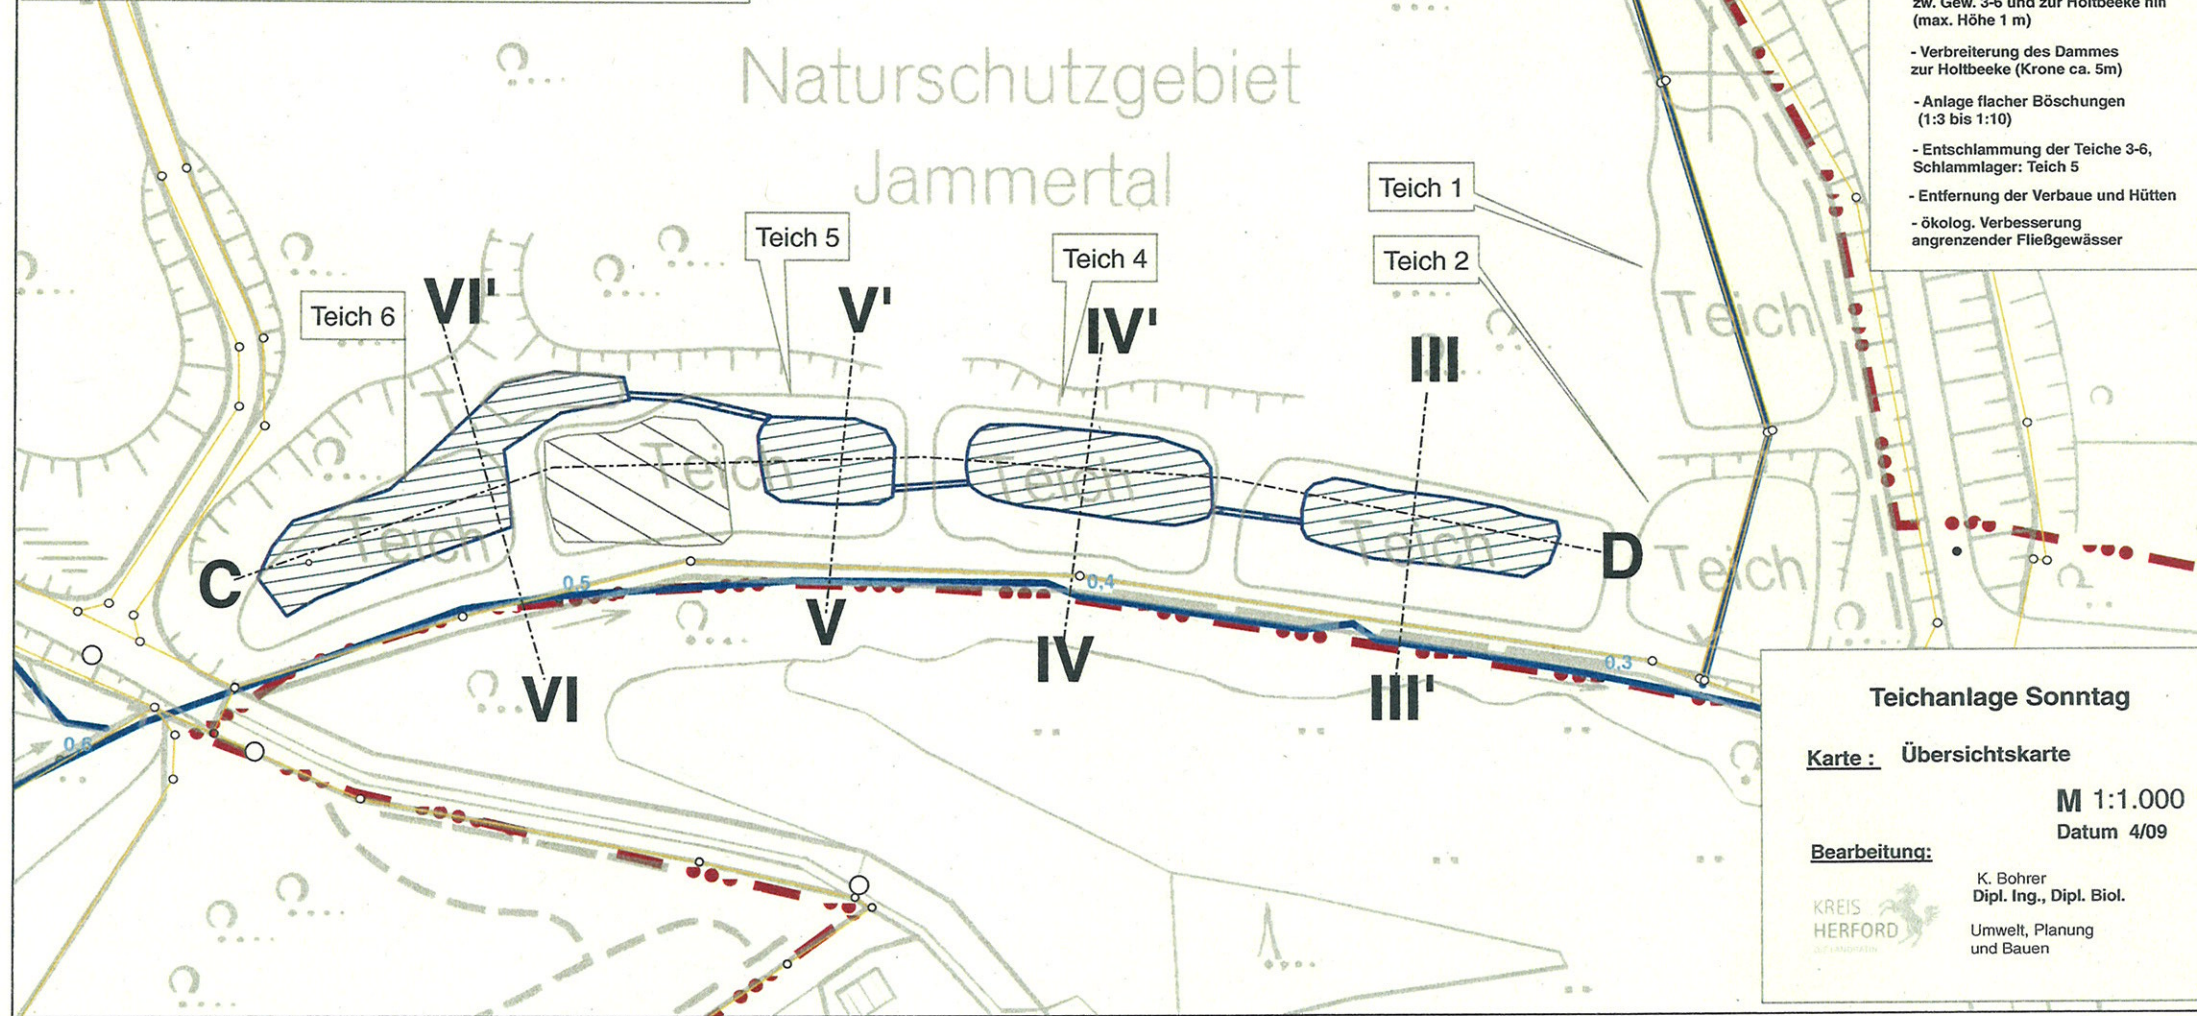 zw. Gew. 3-6 und zur Holtbeeke hin
(max. Höhe 1 m)
- Verbreiterung des Dammes
zur Holtbeeke (Krone ca. 5m)
- Anlage flacher Böschungen
(1:3 bis 1:10)
- Entschlammung der Teiche 3-6,
Schlammlager: Teich 5
- Entfernung der Verbaue und Hütten
- ökolog. Verbesserung
angrenzender Fließgewässer
Naturschutzgebiet
Jammertal
Teich 1
Teich 2
Teich 4
Teich 5
Teich 6
VI'
V'
IV'
III
Teich
Teich
Teich
Teich
Teich
Teich
C
D
0,5
0,4
0,3
0,6
VI
V
IV
III'
Teichanlage Sonntag
Karte : Übersichtskarte
M 1:1.000
Datum 4/09
Bearbeitung:
K. Bohrer
Dipl. Ing., Dipl. Biol.
KREIS
HERFORD
Umwelt, Planung
und Bauen